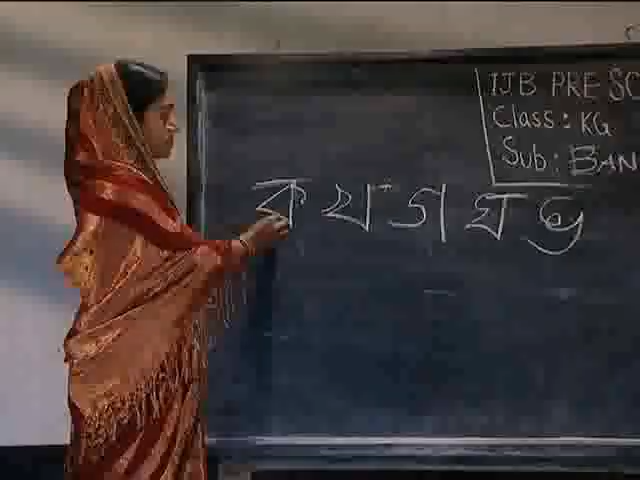 IJB PRE SC
Class: KG
Sub: BAN
ক খ গ ঘ ঙ